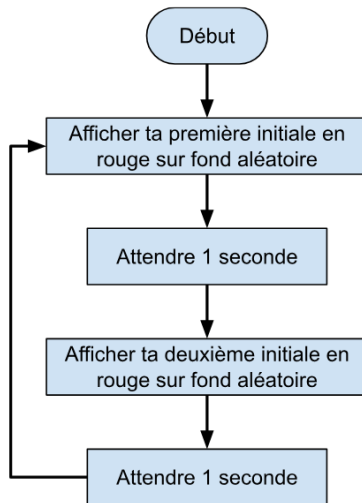 Début
Afficher ta première initiale en
rouge sur fond aléatoire
Attendre 1 seconde
Afficher ta deuxième initiale en
rouge sur fond aléatoire
Attendre 1 seconde